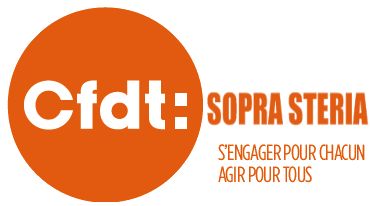 Cfdt: SOPRA STERIA
S'ENGAGER POUR CHACUN
AGIR POUR TOUS